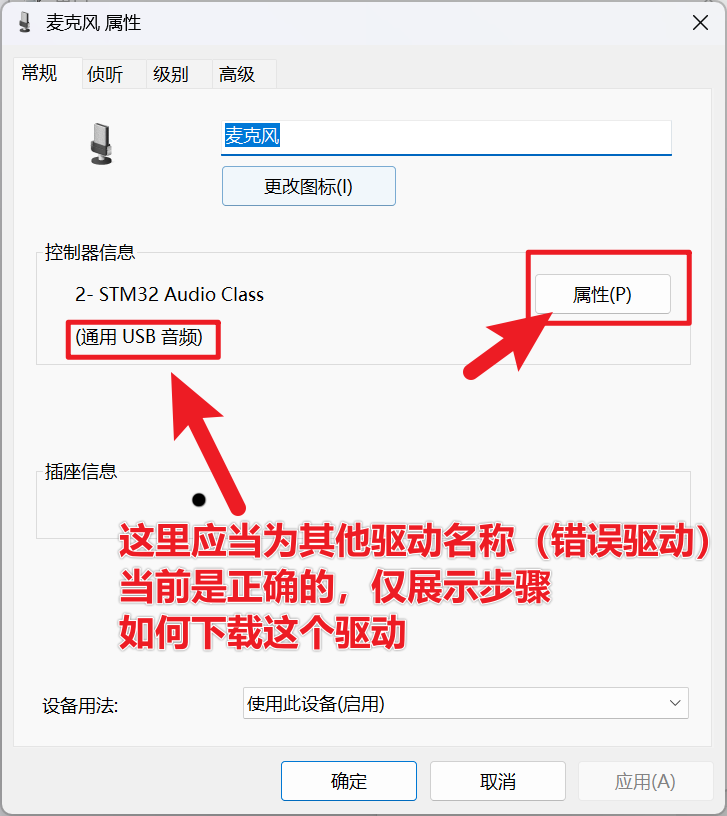 麦克风 属性
常规 侦听 级别 高级
麦克风
更改图标(I)
控制器信息
2- STM32 Audio Class
属性(P)
(通用 USB 音频)
插座信息
这里应当为其他驱动名称（错误驱动）
当前是正确的，仅展示步骤
如何下载这个驱动
设备用法:
使用此设备(启用)
确定 取消 应用(A)